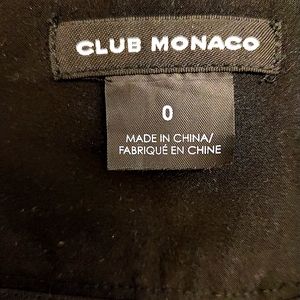 CLUB MONACO
0
MADE IN CHINA/
FABRIQUÉ EN CHINE